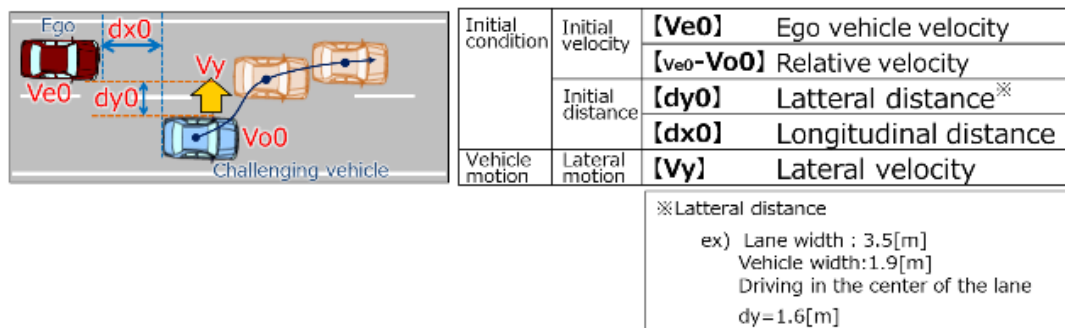 Ego
dx0
Vy
Ve0
dy0
Vo0
Challenging vehicle
Initial condition
Initial velocity
【Ve0】 Ego vehicle velocity
【Ve0-Vo0】 Relative velocity
Initial distance
【dy0】 Latteral distance※
【dx0】 Longitudinal distance
Vehicle motion
Lateral motion
【Vy】 Lateral velocity
※Latteral distance
ex) Lane width : 3.5[m]
Vehicle width:1.9[m]
Driving in the center of the lane
dy=1.6[m]